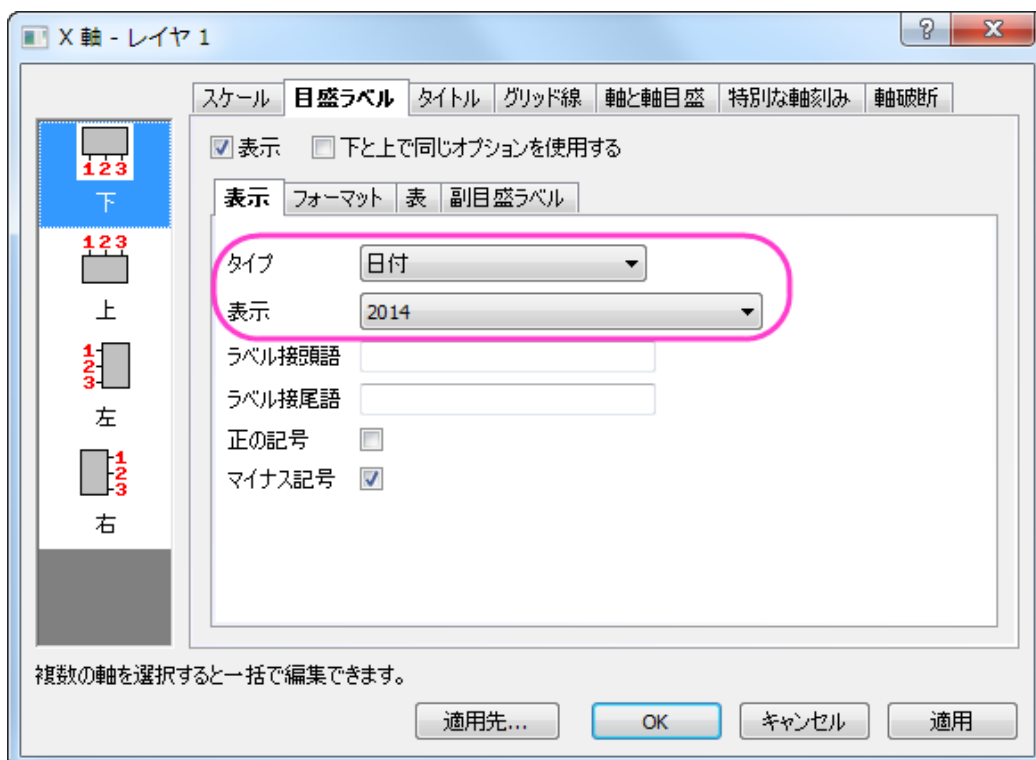 X 軸 - レイヤ 1
スケール 目盛ラベル タイトル グリッド線 軸と軸目盛 特別な軸刻み 軸破断
表示 下と上で同じオプションを使用する
123
下
123
上
1
2
3
左
1
2
3
右
表示 フォーマット 表 副目盛ラベル
タイプ 日付
表示 2014
ラベル接頭語
ラベル接尾語
正の記号
マイナス記号
複数の軸を選択すると一括で編集できます。
適用先... OK キャンセル 適用